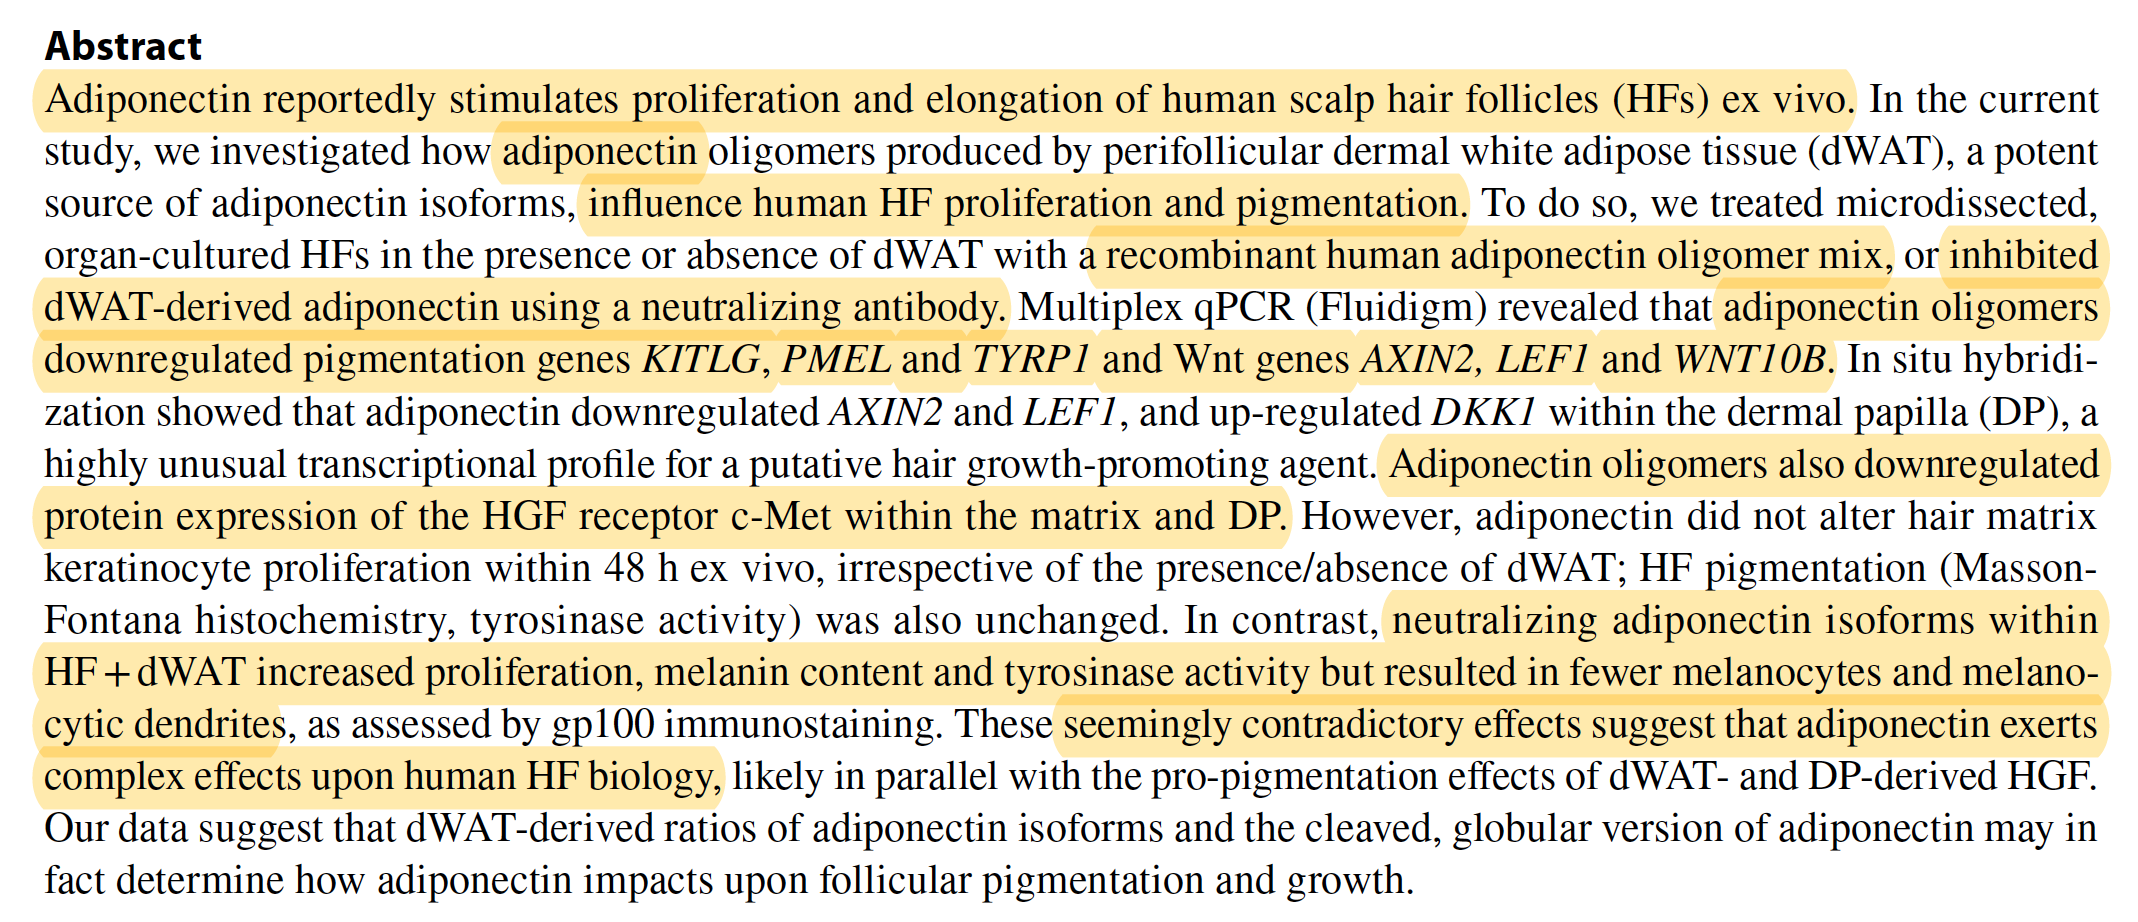 Abstract
Adiponectin reportedly stimulates proliferation and elongation of human scalp hair follicles (HFs) ex vivo. In the current
study, we investigated how adiponectin oligomers produced by perifollicular dermal white adipose tissue (dWAT), a potent
source of adiponectin isoforms, influence human HF proliferation and pigmentation. To do so, we treated microdissected,
organ-cultured HFs in the presence or absence of dWAT with a recombinant human adiponectin oligomer mix, or inhibited
dWAT-derived adiponectin using a neutralizing antibody. Multiplex qPCR (Fluidigm) revealed that adiponectin oligomers
downregulated pigmentation genes KITLG, PMEL and TYRP1 and Wnt genes AXIN2, LEF1 and WNT10B. In situ hybridi-
zation showed that adiponectin downregulated AXIN2 and LEF1, and up-regulated DKK1 within the dermal papilla (DP), a
highly unusual transcriptional profile for a putative hair growth-promoting agent. Adiponectin oligomers also downregulated
protein expression of the HGF receptor c-Met within the matrix and DP. However, adiponectin did not alter hair matrix
keratinocyte proliferation within 48 h ex vivo, irrespective of the presence/absence of dWAT; HF pigmentation (Masson-
Fontana histochemistry, tyrosinase activity) was also unchanged. In contrast, neutralizing adiponectin isoforms within
HF + dWAT increased proliferation, melanin content and tyrosinase activity but resulted in fewer melanocytes and melano-
cytic dendrites, as assessed by gp100 immunostaining. These seemingly contradictory effects suggest that adiponectin exerts
complex effects upon human HF biology, likely in parallel with the pro-pigmentation effects of dWAT- and DP-derived HGF.
Our data suggest that dWAT-derived ratios of adiponectin isoforms and the cleaved, globular version of adiponectin may in
fact determine how adiponectin impacts upon follicular pigmentation and growth.